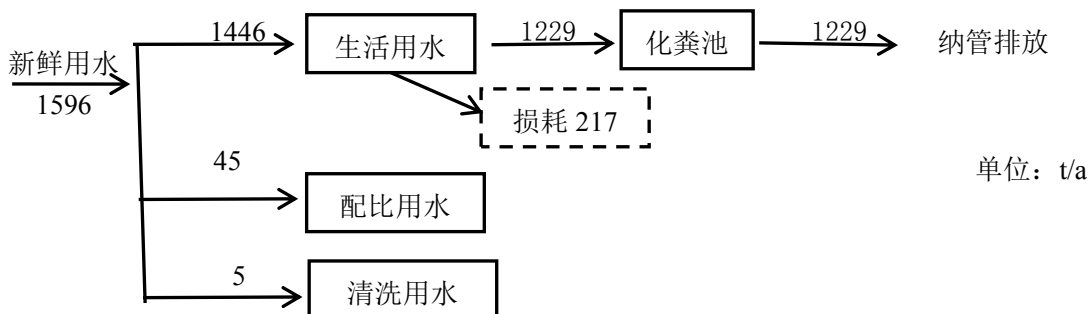 1446
生活用水
1229
化粪池
1229
纳管排放
新鲜用水
1596
损耗 217
单位：t/a
45
配比用水
5
清洗用水